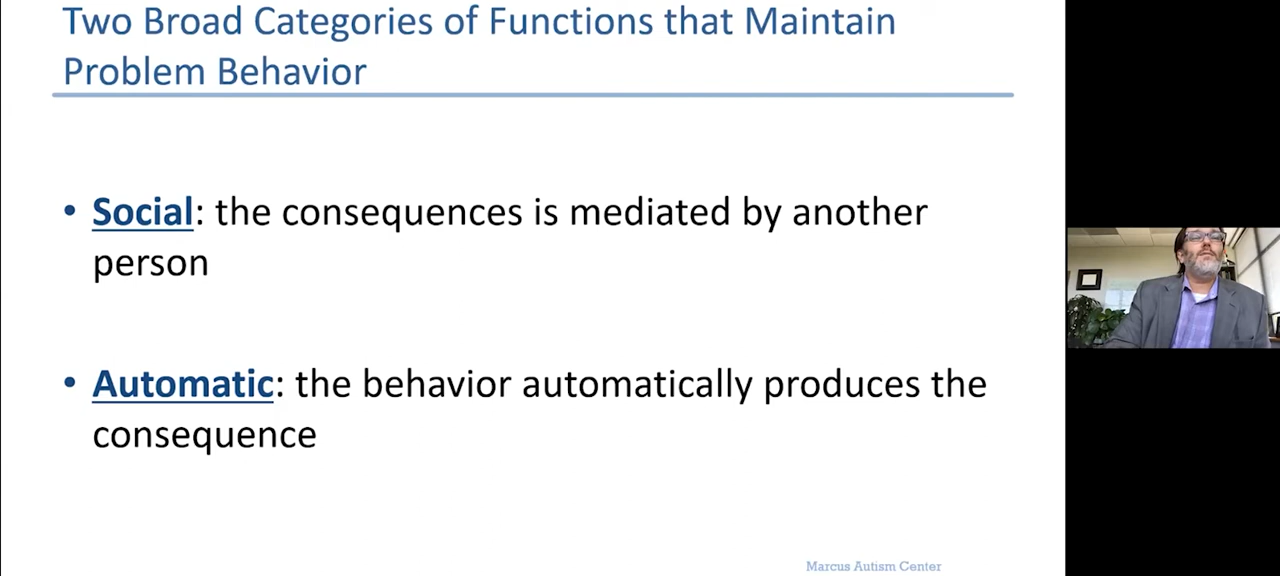 Two Broad Categories of Functions that Maintain
Problem Behavior
• Social: the consequences is mediated by another
person
• Automatic: the behavior automatically produces the
consequence
Marcus Autism Center